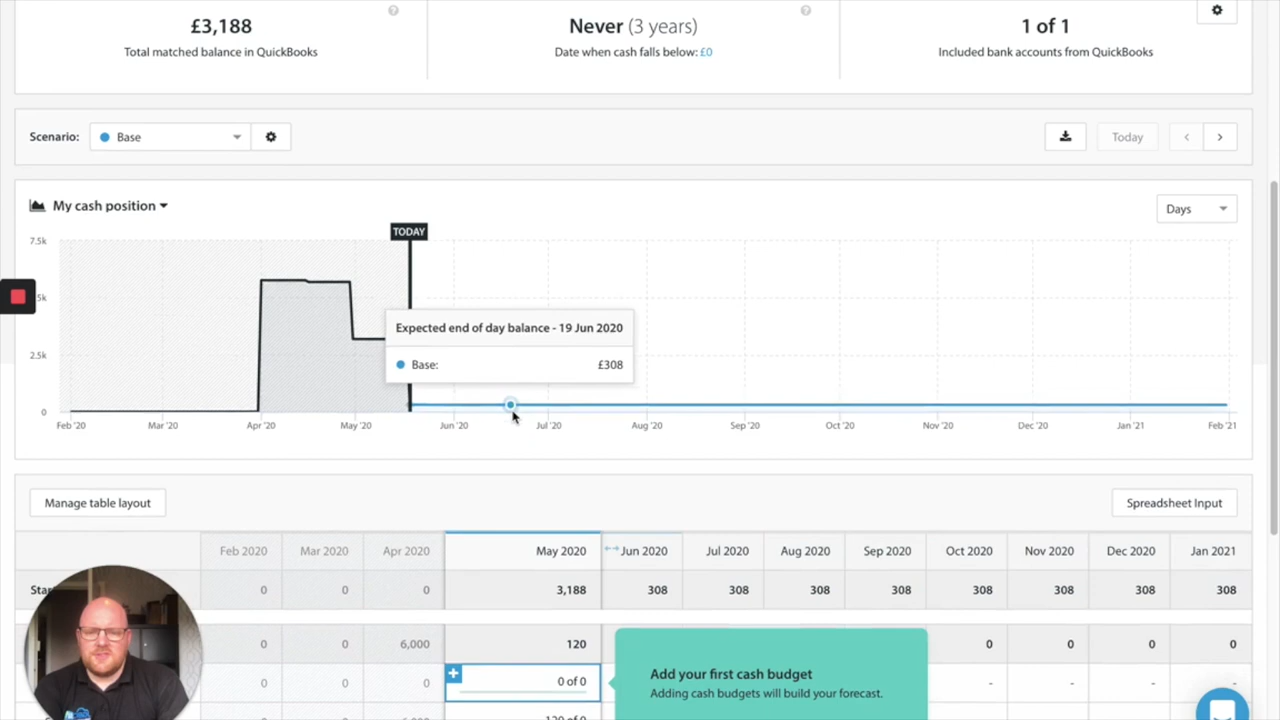 £3,188
Total matched balance in QuickBooks
Never (3 years)
Date when cash falls below: £0
1 of 1
Included bank accounts from QuickBooks
Scenario: Base
Today
My cash position
Days
TODAY
7.5k
5k
2.5k
0
Expected end of day balance - 19 Jun 2020
Base: £308
Feb '20 Mar '20 Apr '20 May '20 Jun '20 Jul '20 Aug '20 Sep '20 Oct '20 Nov '20 Dec '20 Jan '21 Feb '21
Manage table layout
Spreadsheet Input
Feb 2020 Mar 2020 Apr 2020 May 2020 Jun 2020 Jul 2020 Aug 2020 Sep 2020 Oct 2020 Nov 2020 Dec 2020 Jan 2021
0 0 0 3,188 308 308 308 308 308 308 308 308
0 0 6,000 120 0 0 0 0
0 0 0 0 of 0 - - - -
Add your first cash budget
Adding cash budgets will build your forecast.